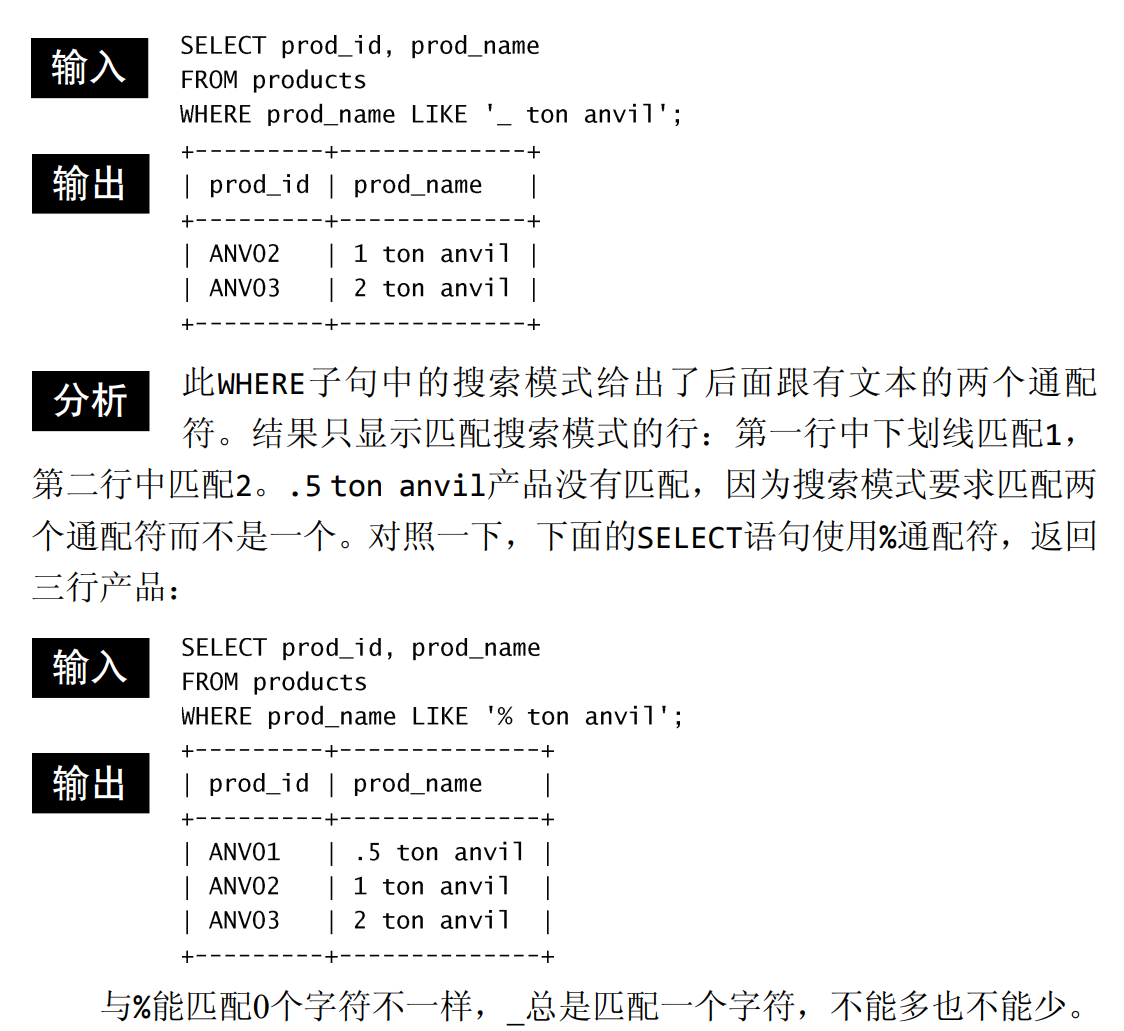 输入
SELECT prod_id, prod_name
FROM products
WHERE prod_name LIKE '_ ton anvil';
输出
+---------+-------------+
| prod_id | prod_name   |
+---------+-------------+
| ANV02   | 1 ton anvil |
| ANV03   | 2 ton anvil |
+---------+-------------+
分析
此WHERE子句中的搜索模式给出了后面跟有文本的两个通配
符。结果只显示匹配搜索模式的行：第一行中下划线匹配1，
第二行中匹配2。.5 ton anvil产品没有匹配，因为搜索模式要求匹配两
个通配符而不是一个。对照一下，下面的SELECT语句使用%通配符，返回
三行产品：
输入
SELECT prod_id, prod_name
FROM products
WHERE prod_name LIKE '% ton anvil';
输出
+---------+--------------+
| prod_id | prod_name    |
+---------+--------------+
| ANV01   | .5 ton anvil |
| ANV02   | 1 ton anvil  |
| ANV03   | 2 ton anvil  |
+---------+--------------+
与%能匹配0个字符不一样，_总是匹配一个字符，不能多也不能少。